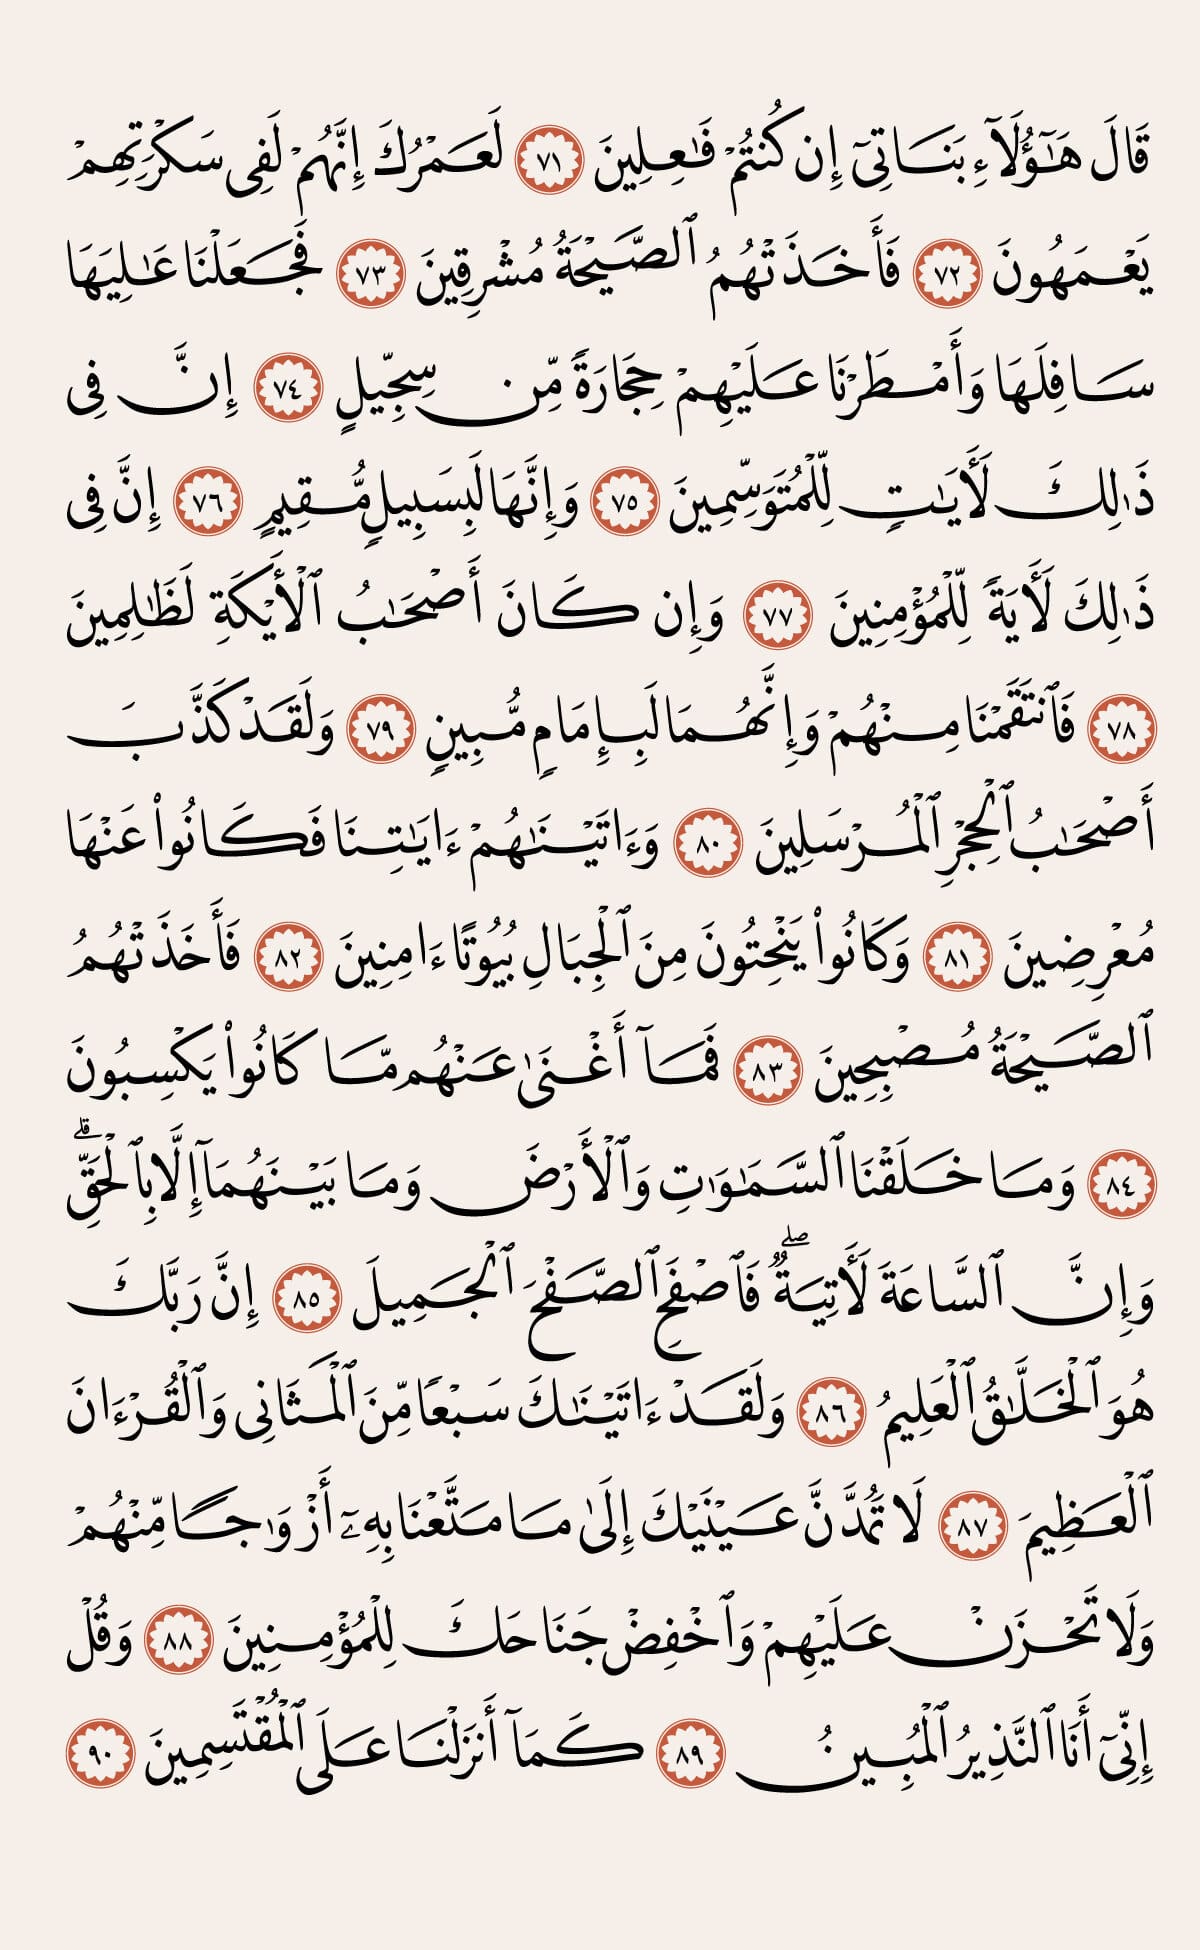 قَالَ هَٰٓؤُلَآءِ بَنَاتِىٓ إِن كُنتُمْ فَٰعِلِينَ ٧١ لَعَمْرُكَ إِنَّهُمْ لَفِى سَكْرَتِهِمْ
يَعْمَهُونَ ٧٢ فَأَخَذَتْهُمُ ٱلصَّيْحَةُ مُشْرِقِينَ ٧٣ فَجَعَلْنَا عَٰلِيَهَا
سَافِلَهَا وَأَمْطَرْنَا عَلَيْهِمْ حِجَارَةً مِّن سِجِّيلٍ ٧٤ إِنَّ فِى
ذَٰلِكَ لَأَيَٰتٍ لِّلْمُتَوَسِّمِينَ ٧٥ وَإِنَّهَا لَبِسَبِيلٍ مُّقِيمٍ ٧٦ إِنَّ فِى
ذَٰلِكَ لَأَيَةً لِّلْمُؤْمِنِينَ ٧٧ وَإِن كَانَ أَصْحَٰبُ ٱلْأَيْكَةِ لَظَٰلِمِينَ
٧٨ فَٱنتَقَمْنَا مِنْهُمْ وَإِنَّهُمَا لَبِإِمَامٍ مُّبِينٍ ٧٩ وَلَقَدْ كَذَّبَ
أَصْحَٰبُ ٱلْحِجْرِ ٱلْمُرْسَلِينَ ٨٠ وَءَاتَيْنَٰهُمْ ءَايَٰتِنَا فَكَانُوا۟ عَنْهَا
مُعْرِضِينَ ٨١ وَكَانُوا۟ يَنْحِتُونَ مِنَ ٱلْجِبَالِ بُيُوتًا ءَامِنِينَ ٨٢ فَأَخَذَتْهُمُ
ٱلصَّيْحَةُ مُصْبِحِينَ ٨٣ فَمَآ أَغْنَىٰ عَنْهُم مَّا كَانُوا۟ يَكْسِبُونَ
٨٤ وَمَا خَلَقْنَا ٱلسَّمَٰوَٰتِ وَٱلْأَرْضَ وَمَا بَيْنَهُمَآ إِلَّا بِٱلْحَقِّ ۗ
وَإِنَّ ٱلسَّاعَةَ لَأَتِيَةٌ ۖ فَٱصْفَحِ ٱلصَّفْحَ ٱلْجَمِيلَ ٨٥ إِنَّ رَبَّكَ
هُوَ ٱلْخَلَّٰقُ ٱلْعَلِيمُ ٨٦ وَلَقَدْ ءَاتَيْنَٰكَ سَبْعًا مِّنَ ٱلْمَثَانِى وَٱلْقُرْءَانَ
ٱلْعَظِيمَ ٨٧ لَا تَمُدَّنَّ عَيْنَيْكَ إِلَىٰ مَا مَتَّعْنَا بِهِۦٓ أَزْوَٰجًا مِّنْهُمْ
وَلَا تَحْزَنْ عَلَيْهِمْ وَٱخْفِضْ جَنَاحَكَ لِلْمُؤْمِنِينَ ٨٨ وَقُلْ
إِنِّىٓ أَنَا ٱلنَّذِيرُ ٱلْمُبِينُ ٨٩ كَمَآ أَنزَلْنَا عَلَى ٱلْمُقْتَسِمِينَ ٩٠